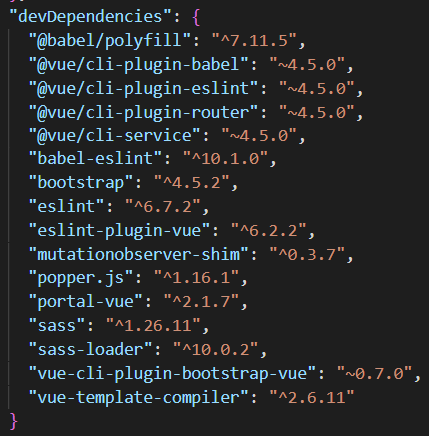 "devDependencies": {
"@babel/polyfill": "^7.11.5",
"@vue/cli-plugin-babel": "~4.5.0",
"@vue/cli-plugin-eslint": "~4.5.0",
"@vue/cli-plugin-router": "~4.5.0",
"@vue/cli-service": "~4.5.0",
"babel-eslint": "^10.1.0",
"bootstrap": "^4.5.2",
"eslint": "^6.7.2",
"eslint-plugin-vue": "^6.2.2",
"mutationobserver-shim": "^0.3.7",
"popper.js": "^1.16.1",
"portal-vue": "^2.1.7",
"sass": "^1.26.11",
"sass-loader": "^10.0.2",
"vue-cli-plugin-bootstrap-vue": "~0.7.0",
"vue-template-compiler": "^2.6.11"
}